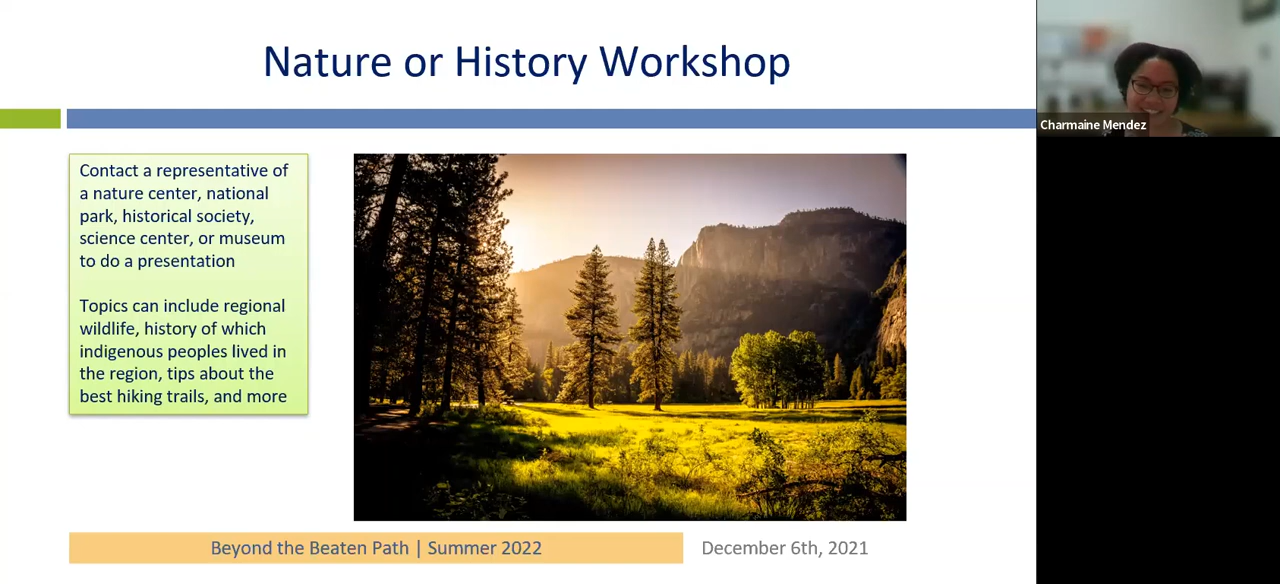 Nature or History Workshop
Charmaine Mendez
Contact a representative of
a nature center, national
park, historical society,
science center, or museum
to do a presentation
Topics can include regional
wildlife, history of which
indigenous peoples lived in
the region, tips about the
best hiking trails, and more
Beyond the Beaten Path | Summer 2022
December 6th, 2021